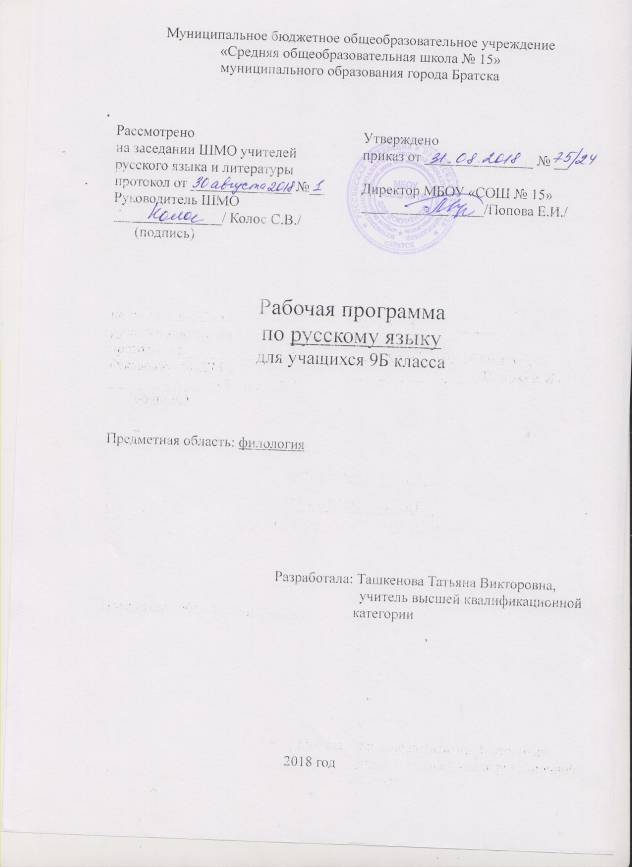 Муниципальное бюджетное общеобразовательное учреждение
«Средняя общеобразовательная школа № 15»
муниципального образования города Братска
Рассмотрено
на заседании ШМО учителей
русского языка и литературы
протокол от 30 августа 2018 № 1
Руководитель ШМО
Колос / Колос С.В./
(подпись)
Утверждено
приказ от 31.08.2018 № 75/24
Директор МБОУ «СОШ № 15»
/Попова Е.И./
Рабочая программа
по русскому языку
для учащихся 9Б класса
Предметная область: филология
Разработала: Ташкенова Татьяна Викторовна,
учитель высшей квалификационной
категории
2018 год